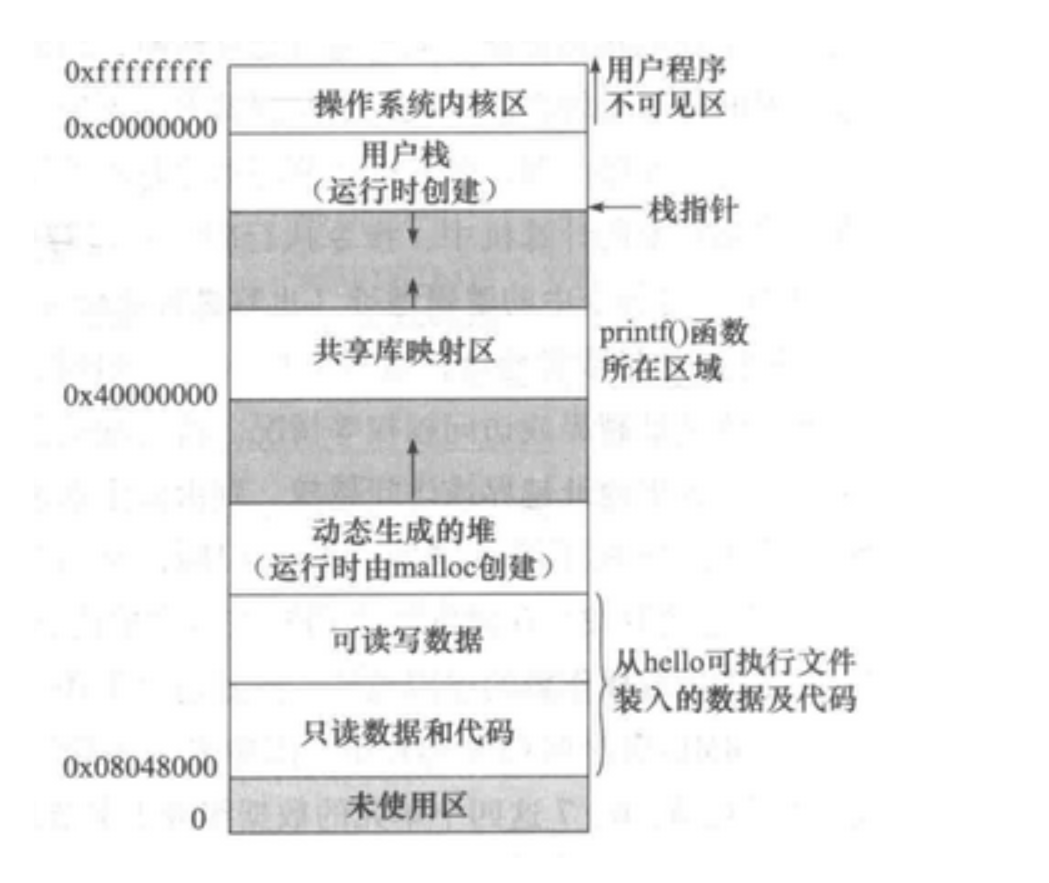 0xffffffff
操作系统内核区
用户程序
不可见区
0xc0000000
用户栈
（运行时创建）
栈指针
共享库映射区
printf()函数
所在区域
0x40000000
动态生成的堆
（运行时由malloc创建）
可读写数据
从hello可执行文件
装入的数据及代码
只读数据和代码
0x08048000
未使用区
0